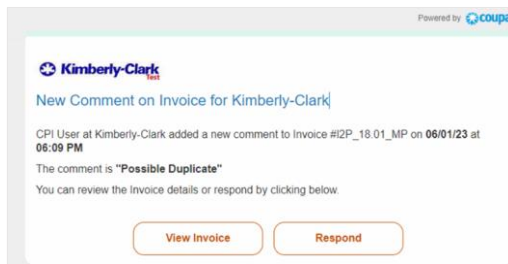 Powered by coupa
Kimberly-Clark
Test
New Comment on Invoice for Kimberly-Clark
CPI User at Kimberly-Clark added a new comment to Invoice #I2P_18.01_MP on 06/01/23 at
06:09 PM
The comment is "Possible Duplicate"
You can review the Invoice details or respond by clicking below.
View Invoice Respond